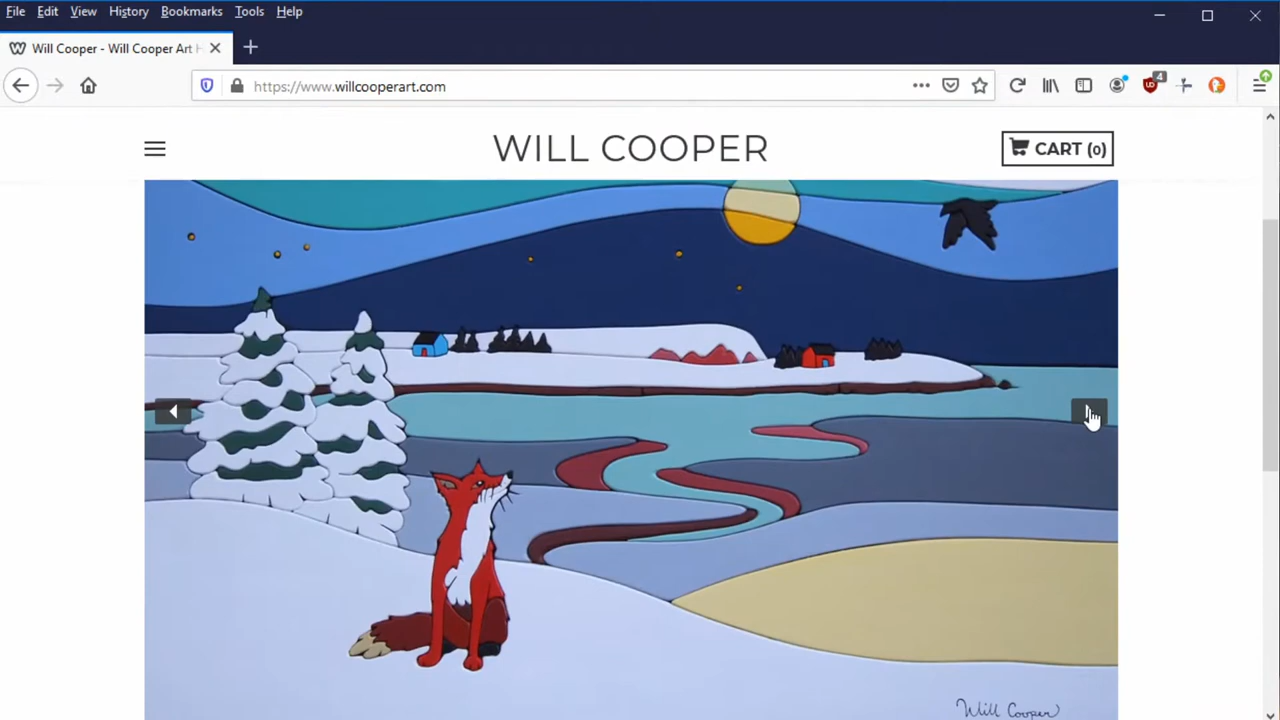 File Edit View History Bookmarks Tools Help
Will Cooper - Will Cooper Art H
https://www.willcooperart.com
4
WILL COOPER
CART (0)
Will Cooper